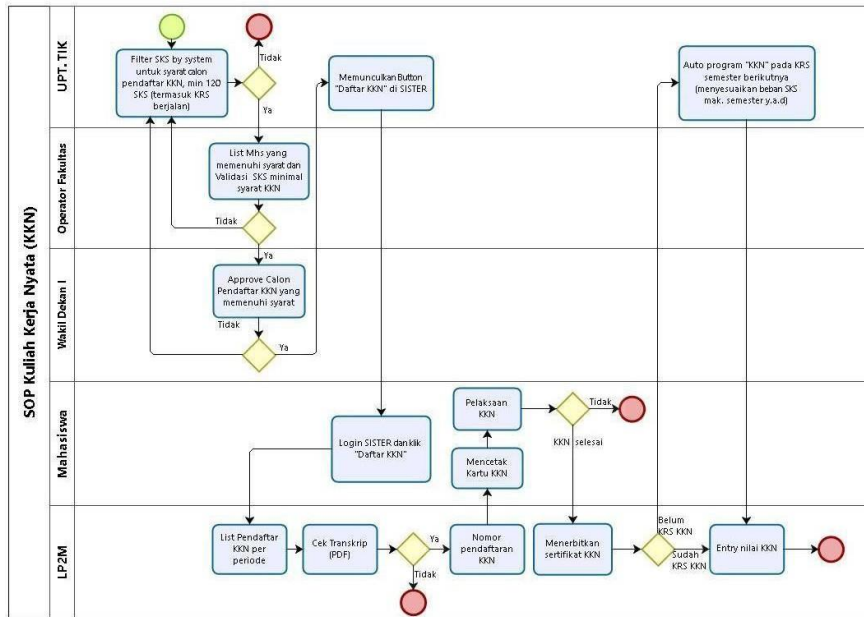 SOP Kuliah Kerja Nyata (KKN)
UPT. TIK
Filter SKS by system
untuk syarat calon
pendaftar KKN, min 120
SKS (termasuk KRS
berjalan)
Tidak
Ya
Memunculkan Button
"Daftar KKN" di SISTER
Auto program "KKN" pada KRS
semester berikutnya
(menyesuaikan beban SKS
mak. semester y.a.d)
Operator Fakultas
List Mhs yang
memenuhi syarat dan
Validasi SKS minimal
syarat KKN
Tidak
Ya
Wakil Dekan I
Approve Calon
Pendaftar KKN yang
memenuhi syarat
Tidak
Ya
Mahasiswa
Login SISTER dan klik
"Daftar KKN"
Pelaksaan
KKN
Mencetak
Kartu KKN
Tidak
KKN selesai
LP2M
List Pendaftar
KKN per
periode
Cek Transkrip
(PDF)
Ya
Tidak
Nomor
pendaftaran
KKN
Menerbitkan
sertifikat KKN
Belum
KRS KKN
Sudah
KRS KKN
Entry nilai KKN